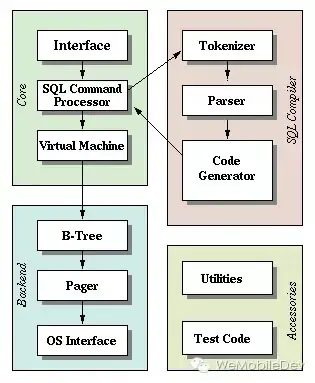 Core
Interface
SQL Command
Processor
Virtual Machine
SQL Compiler
Tokenizer
Parser
Code
Generator
Backend
B-Tree
Pager
OS Interface
Accessories
Utilities
Test Code
WeMobileDev